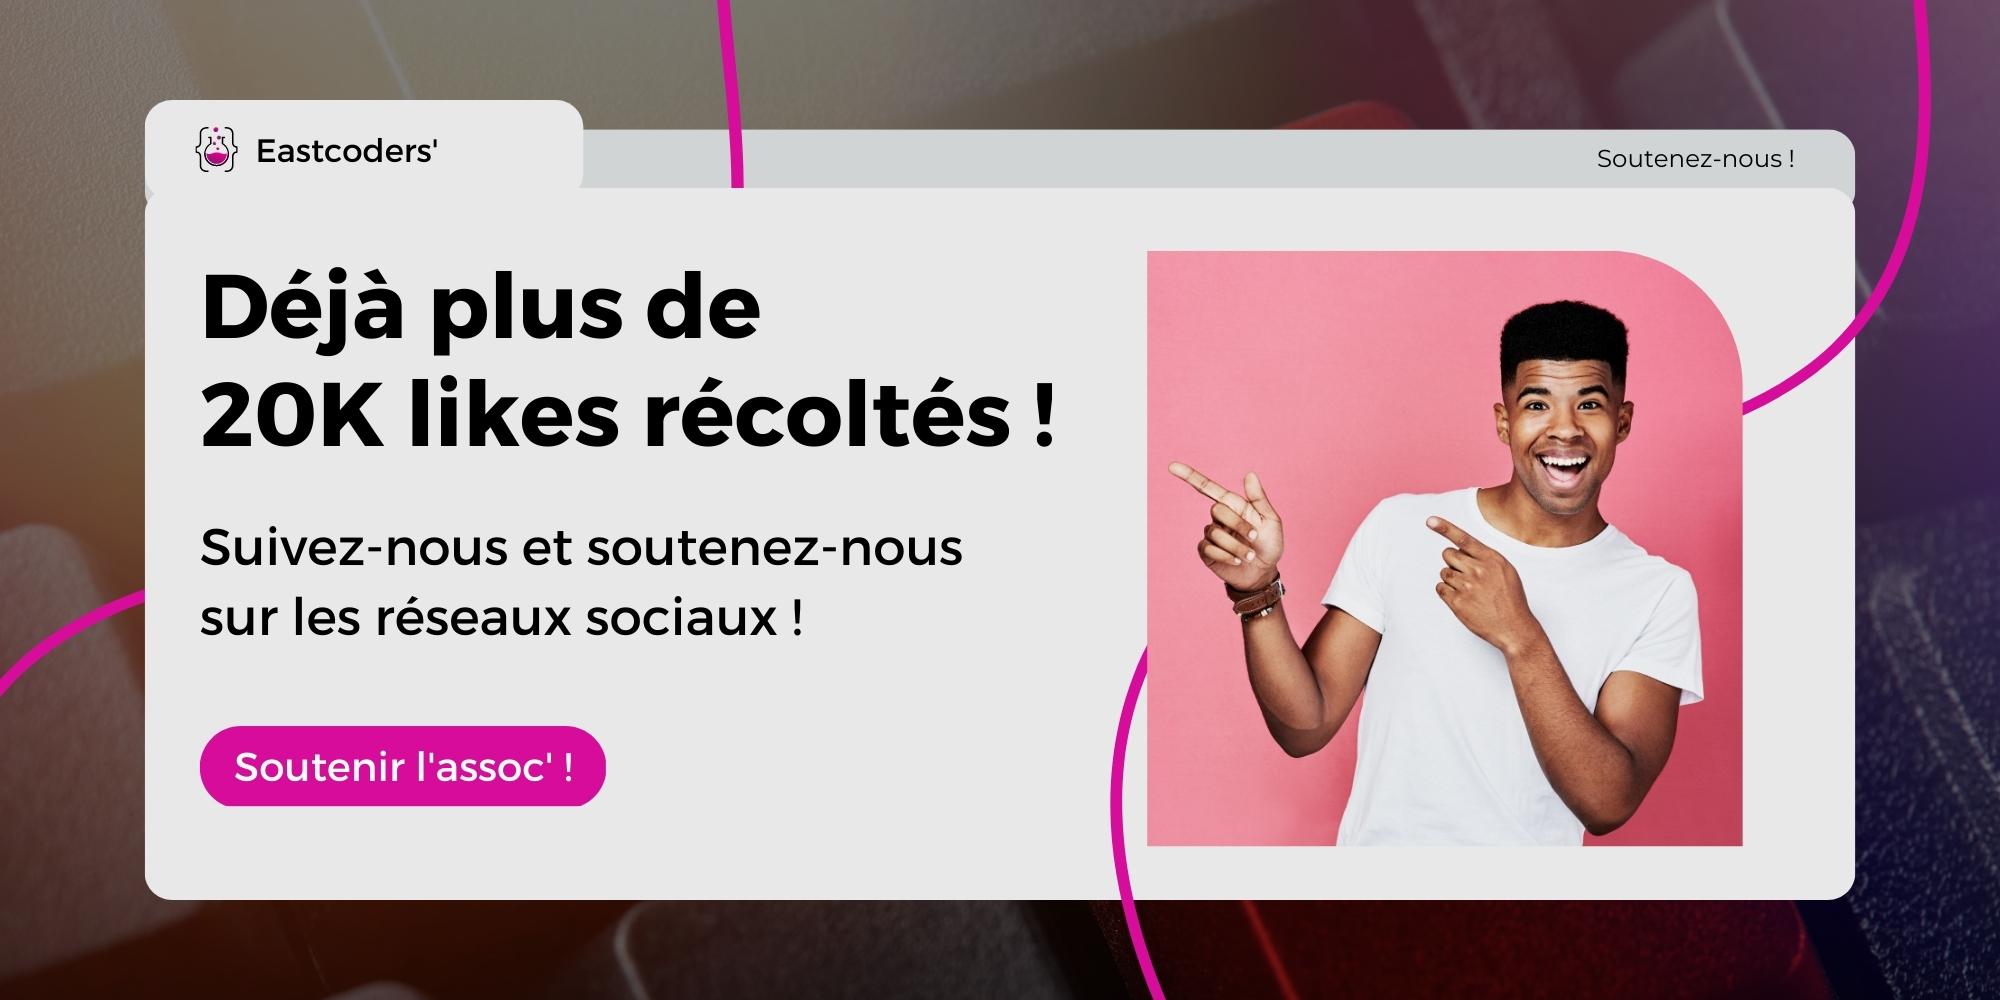 Eastcoders'
Soutenez-nous !
Déjà plus de
20K likes récoltés !
Suivez-nous et soutenez-nous
sur les réseaux sociaux !
Soutenir l'assoc' !